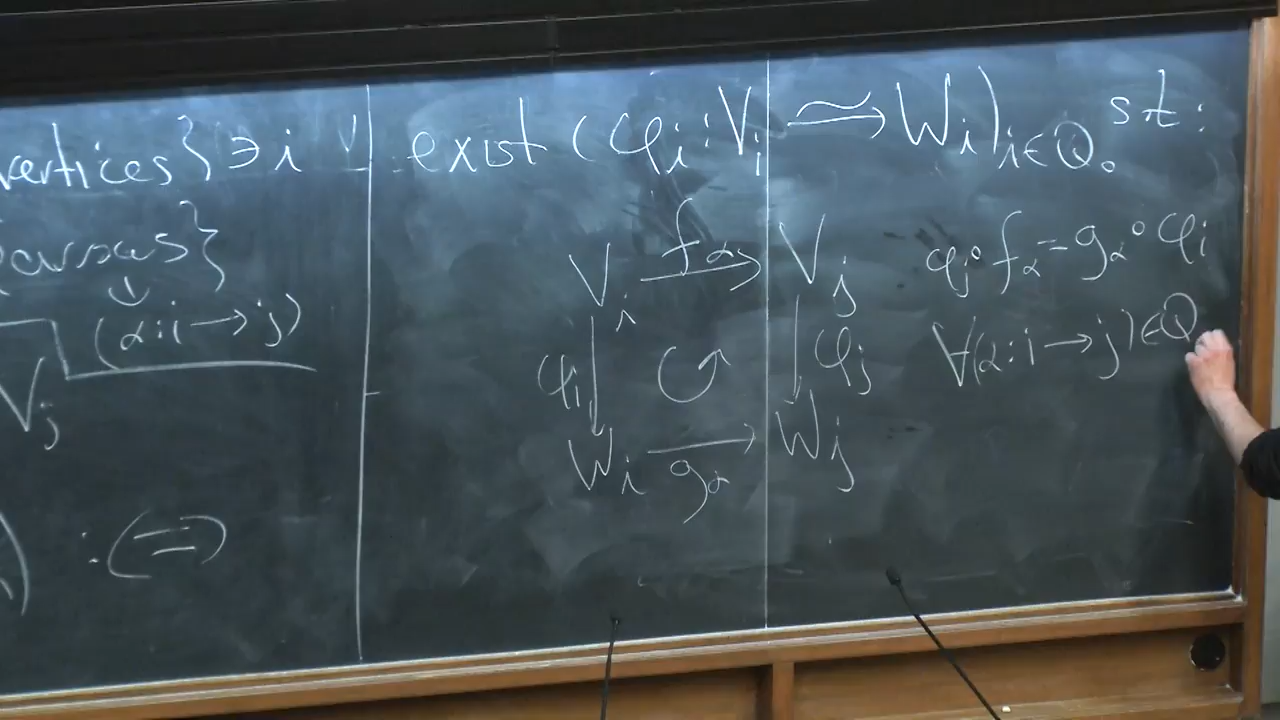 vertices} ∋ i
arrows}
(α: i → j)
V_j
) :⟺
exist (φ_i : V_i ⥲ W_i)_{i∈Q_0} st:
V_i —f_α→ V_j
φ_i ↓ ↺ ↓ φ_j
W_i —g_α→ W_j
φ_j ∘ f_α = g_α ∘ φ_i
∀(α: i → j) ∈ Q